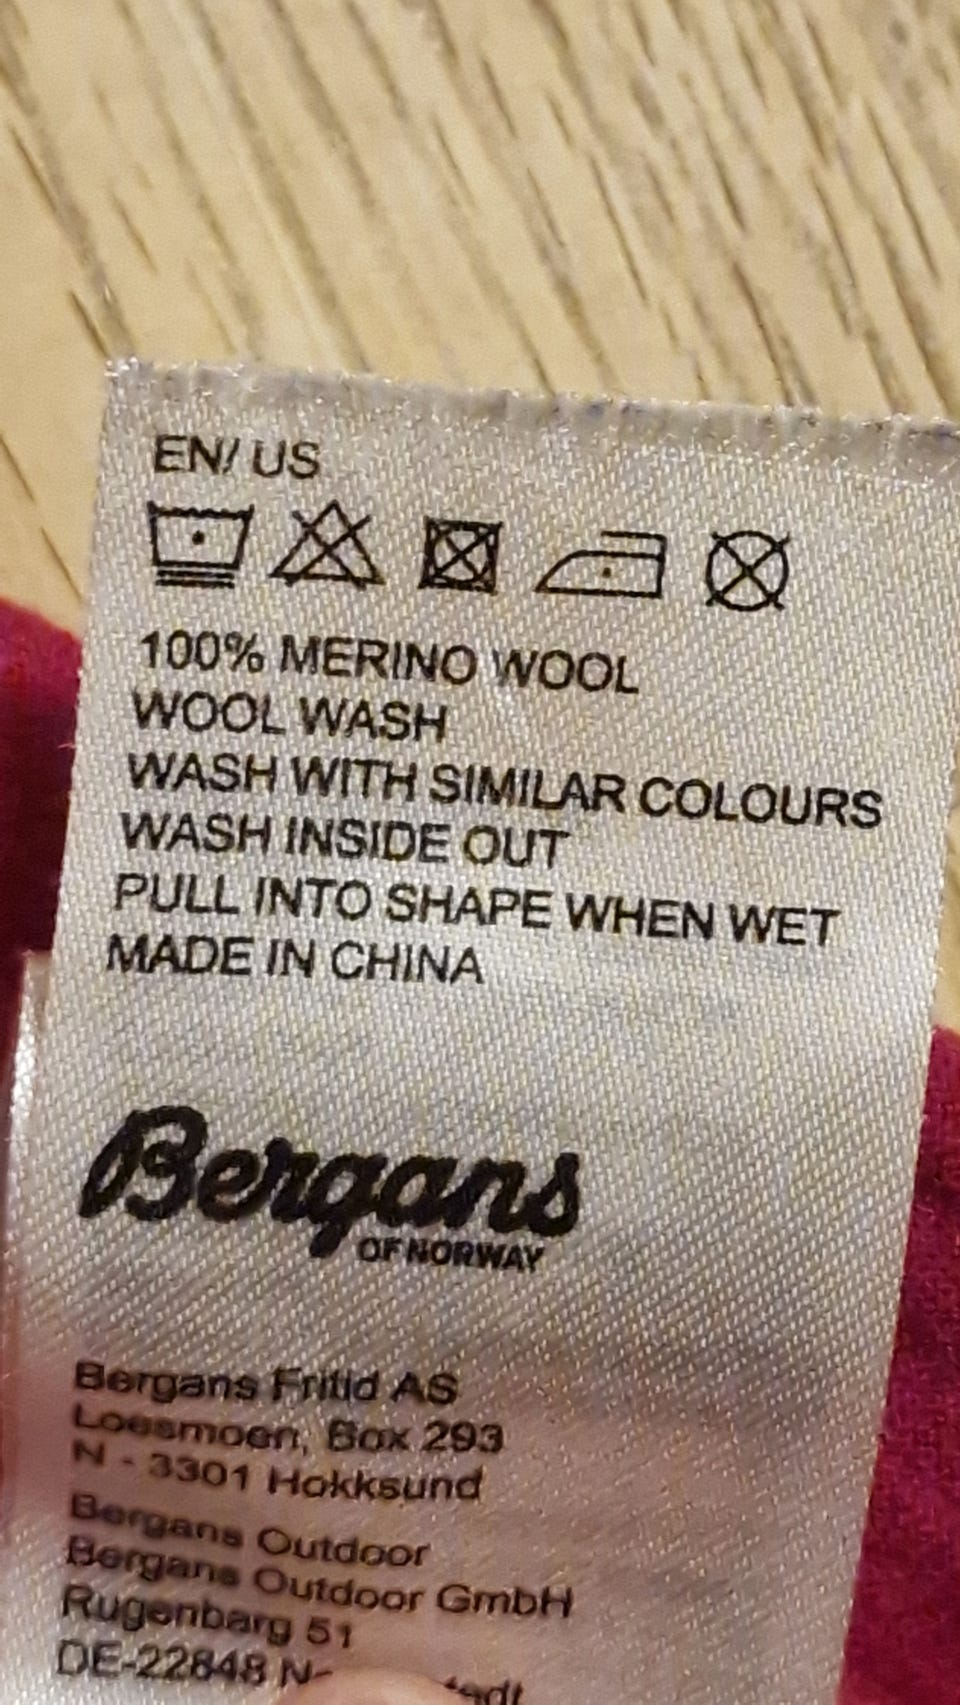 EN/ US
100% MERINO WOOL
WOOL WASH
WASH WITH SIMILAR COLOURS
WASH INSIDE OUT
PULL INTO SHAPE WHEN WET
MADE IN CHINA
Bergans
OF NORWAY
Bergans Fritid AS
Loesmoen, Box 293
N - 3301 Hokksund
Bergans Outdoor
Bergans Outdoor GmbH
Rugenbarg 51
DE-22848